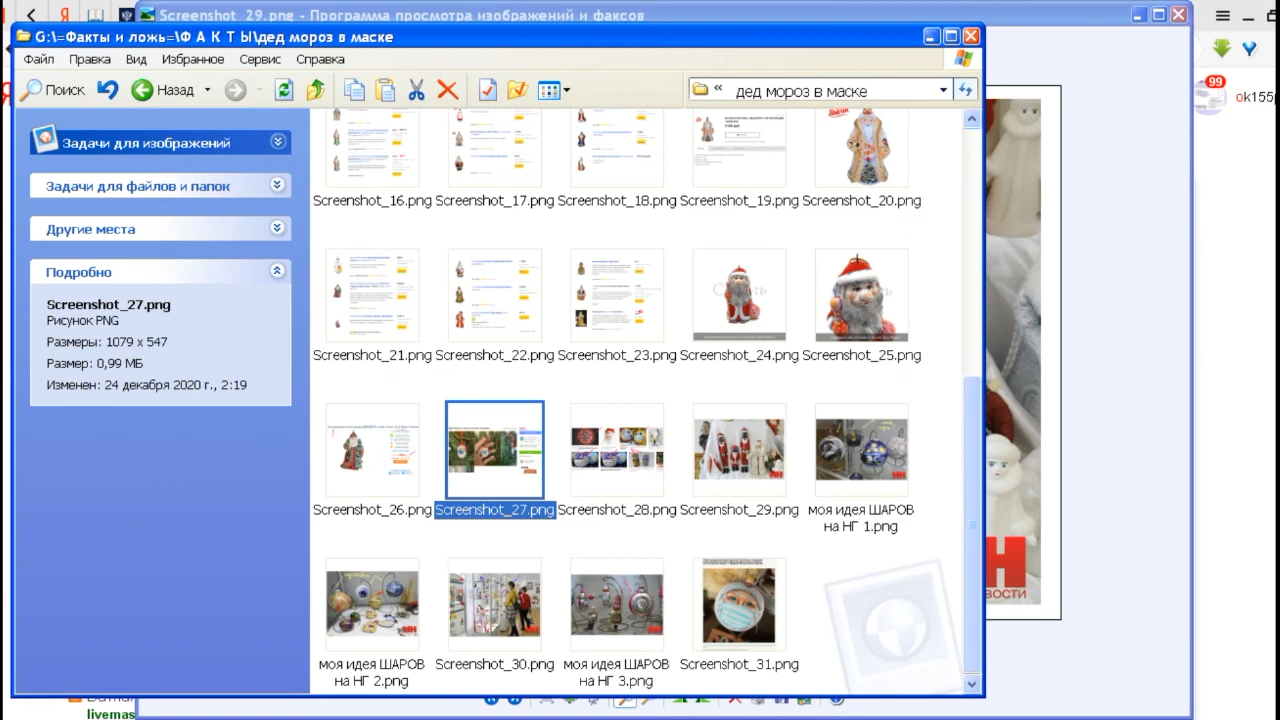 Screenshot_29.png - Программа просмотра изображений и факсов
G:\=Факты и ложь=\Ф А К Т Ы\дед мороз в маске
Файл Правка Вид Избранное Сервис Справка
Поиск Назад дед мороз в маске
99
ok155
Задачи для изображений
Задачи для файлов и папок
Другие места
Подробно
Screenshot_27.png
Рисунок PNG
Размеры: 1079 x 547
Размер: 0,99 МБ
Изменен: 24 декабря 2020 г., 2:19
Screenshot_16.png Screenshot_17.png Screenshot_18.png Screenshot_19.png Screenshot_20.png
Screenshot_21.png Screenshot_22.png Screenshot_23.png Screenshot_24.png Screenshot_25.png
Screenshot_26.png Screenshot_27.png Screenshot_28.png Screenshot_29.png моя идея ШАРОВ на НГ 1.png
моя идея ШАРОВ на НГ 2.png Screenshot_30.png моя идея ШАРОВ на НГ 3.png Screenshot_31.png
Н
ВОСТИ
livemas